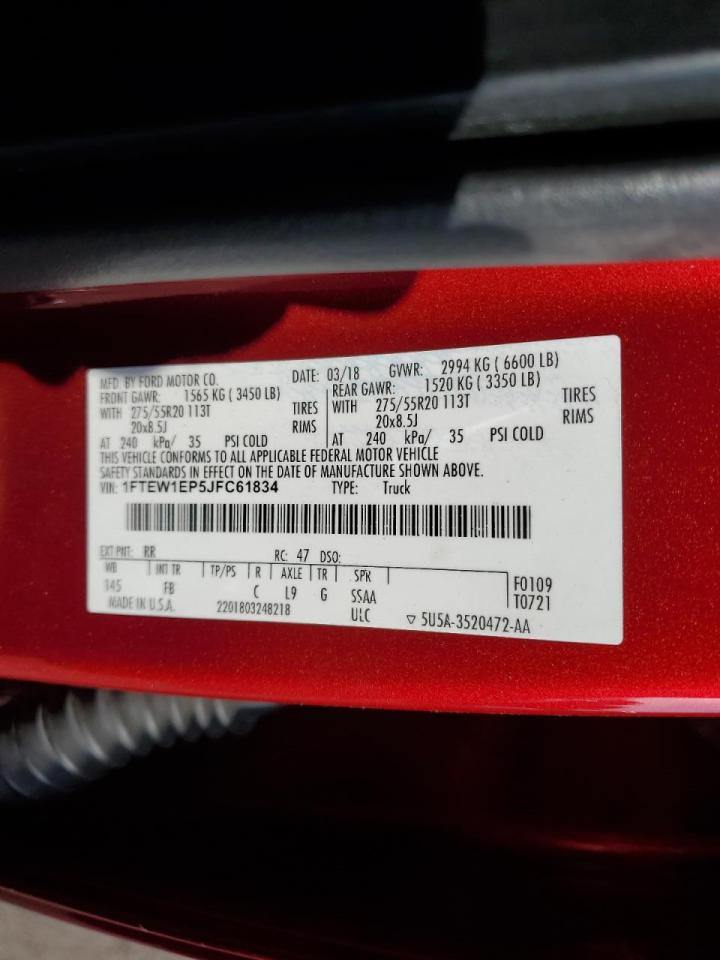 MFD. BY FORD MOTOR CO. DATE: 03/18 GVWR: 2994 KG ( 6600 LB)
FRONT GAWR: 1565 KG ( 3450 LB) REAR GAWR: 1520 KG ( 3350 LB)
WITH 275/55R20 113T TIRES WITH 275/55R20 113T TIRES
20x8.5J RIMS 20x8.5J RIMS
AT 240 kPa/ 35 PSI COLD AT 240 kPa/ 35 PSI COLD
THIS VEHICLE CONFORMS TO ALL APPLICABLE FEDERAL MOTOR VEHICLE
SAFETY STANDARDS IN EFFECT ON THE DATE OF MANUFACTURE SHOWN ABOVE.
VIN: 1FTEW1EP5JFC61834 TYPE: Truck
EXT PNT: RR RC: 47 DSO:
WB INT TR TP/PS R AXLE TR SPR
145 FB C L9 G SSAA F0109
MADE IN U.S.A. 2201803248218 ULC T0721
▽ 5U5A-3520472-AA